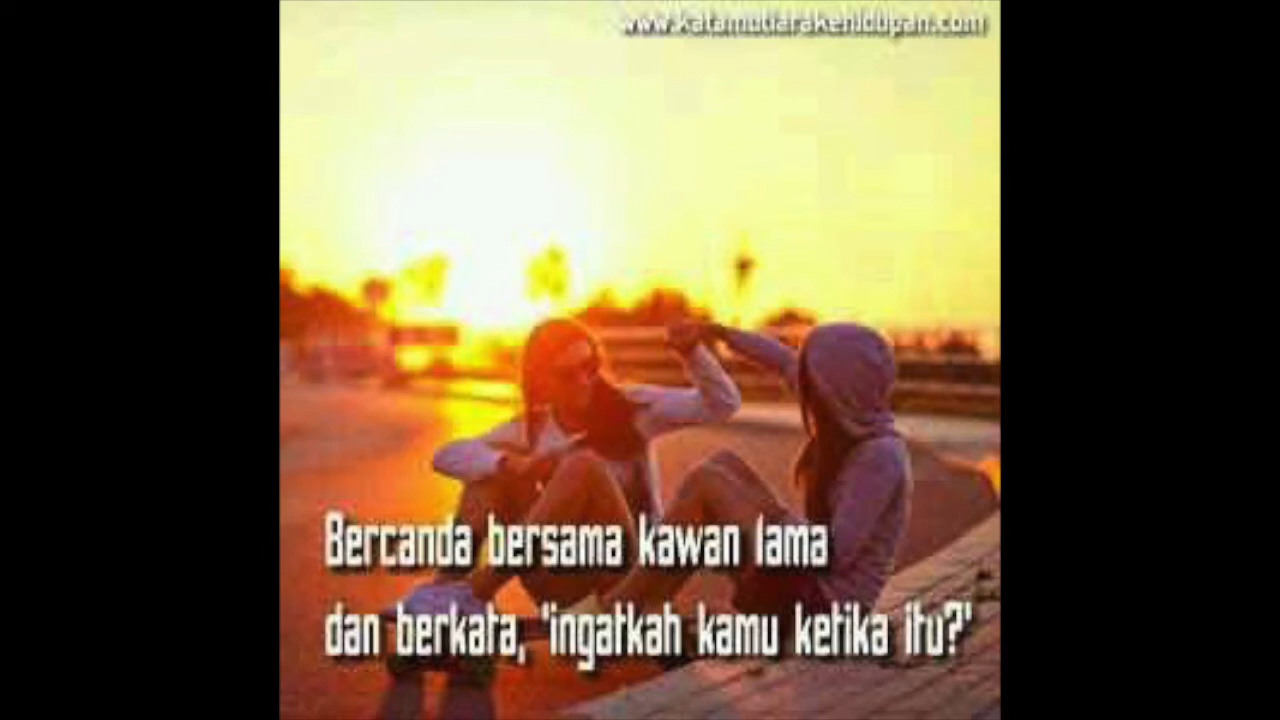 www.katamutiarakehidupan.com
Bercanda bersama kawan lama
dan berkata, 'ingatkah kamu ketika itu?'